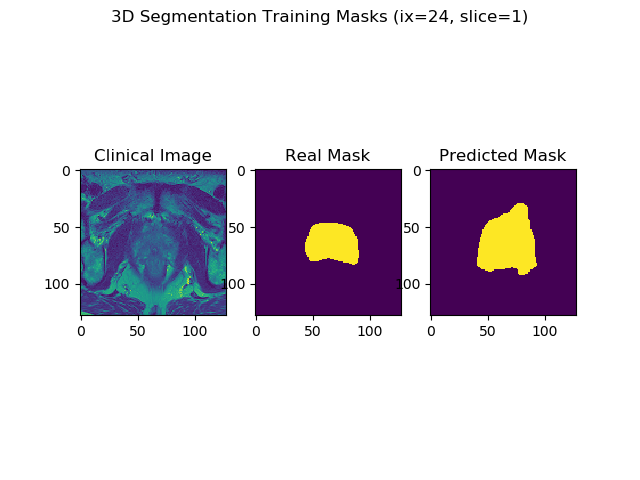 3D Segmentation Training Masks (ix=24, slice=1)
Clinical Image Real Mask Predicted Mask
0 0 0
50 50 50
100 100 100
0 50 100 0 50 100 0 50 100